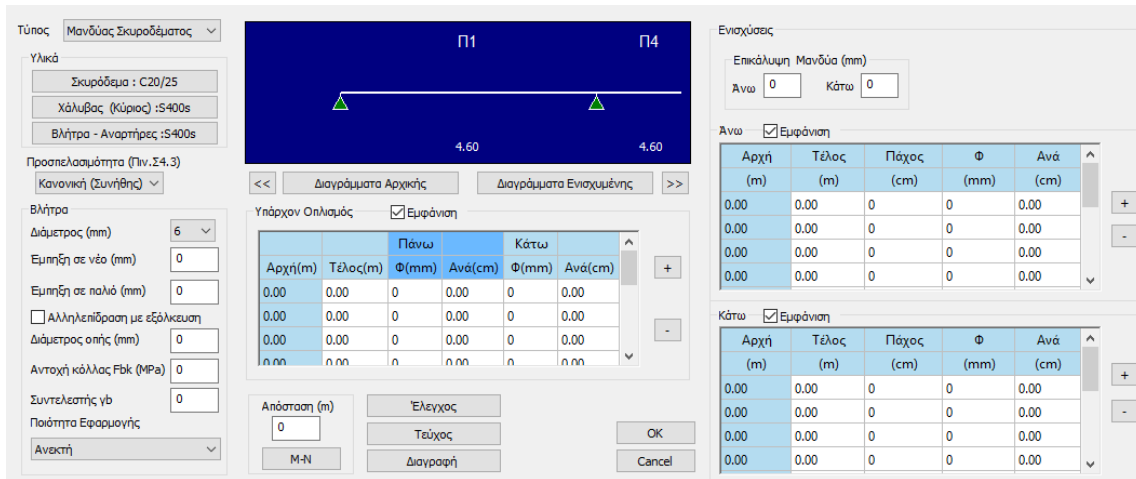 Τύπος Μανδύας Σκυροδέματος
Υλικά
Σκυρόδεμα : C20/25
Χάλυβας (Κύριος) :S400s
Βλήτρα - Αναρτήρες :S400s
Προσπελασιμότητα (Πιν.Σ4.3)
Κανονική (Συνήθης)
Βλήτρα
Διάμετρος (mm) 6
Έμπηξη σε νέο (mm) 0
Έμπηξη σε παλιό (mm) 0
Αλληλεπίδραση με εξόλκευση
Διάμετρος οπής (mm) 0
Αντοχή κόλλας Fbk (MPa) 0
Συντελεστής γb 0
Ποιότητα Εφαρμογής
Ανεκτή
Π1 Π4
4.60 4.60
<< Διαγράμματα Αρχικής Διαγράμματα Ενισχυμένης >>
Υπάρχον Οπλισμός Εμφάνιση
Πάνω Κάτω
Αρχή(m) Τέλος(m) Φ(mm) Ανά(cm) Φ(mm) Ανά(cm)
0.00 0.00 0 0.00 0 0.00
0.00 0.00 0 0.00 0 0.00
0.00 0.00 0 0.00 0 0.00
0.00 0.00 0 0.00 0 0.00
+
-
Απόσταση (m)
0
M-N
Έλεγχος
Τεύχος
Διαγραφή
OK
Cancel
Ενισχύσεις
Επικάλυψη Μανδύα (mm)
Άνω 0 Κάτω 0
Άνω Εμφάνιση
Αρχή Τέλος Πάχος Φ Ανά
(m) (m) (cm) (mm) (cm)
0.00 0.00 0 0 0.00
0.00 0.00 0 0 0.00
0.00 0.00 0 0 0.00
0.00 0.00 0 0 0.00
+
-
Κάτω Εμφάνιση
Αρχή Τέλος Πάχος Φ Ανά
(m) (m) (cm) (mm) (cm)
0.00 0.00 0 0 0.00
0.00 0.00 0 0 0.00
0.00 0.00 0 0 0.00
0.00 0.00 0 0 0.00
+
-